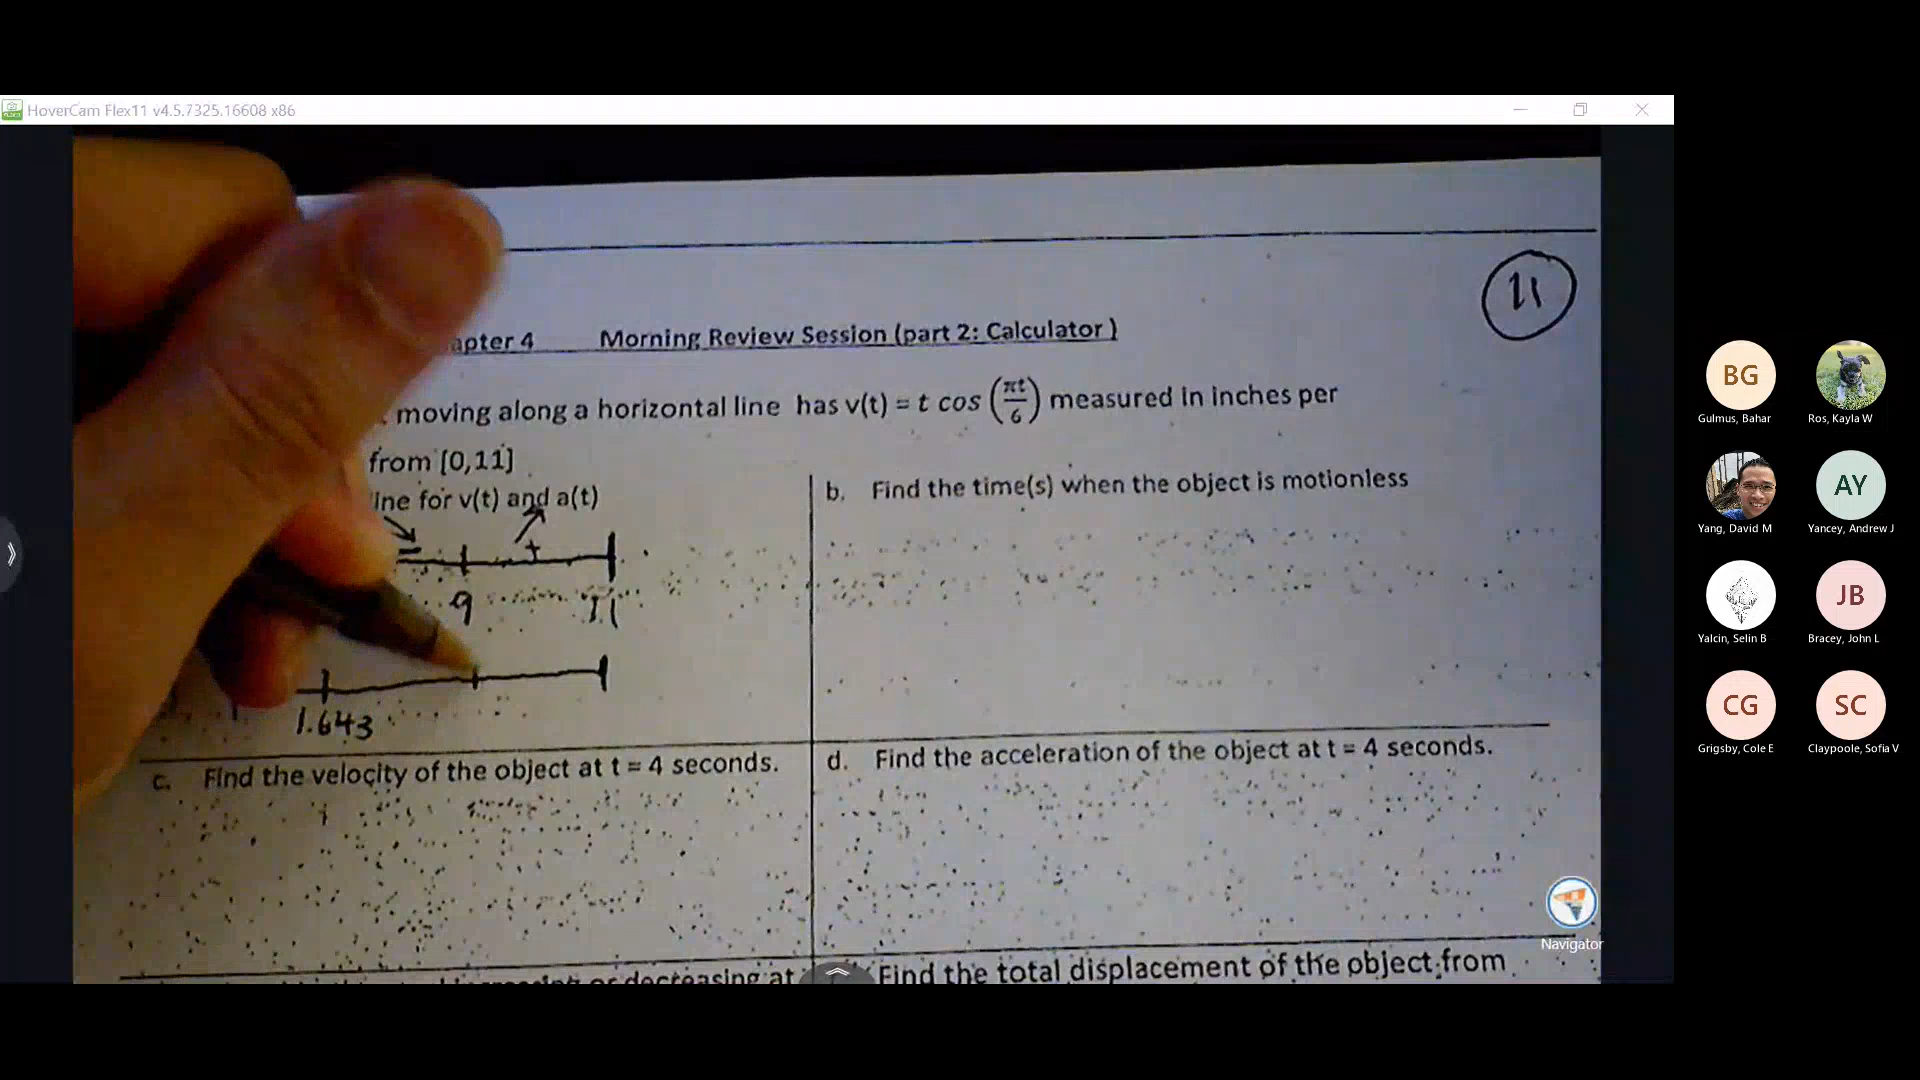 HoverCam Flex11 v4.5.7325.16608 x86
11
apter 4 Morning Review Session (part 2: Calculator )
moving along a horizontal line has v(t) = t cos (πt/6) measured in inches per
from [0,11]
ine for v(t) and a(t)
b. Find the time(s) when the object is motionless
− +
9 11
1.643
c. Find the velocity of the object at t = 4 seconds.
d. Find the acceleration of the object at t = 4 seconds.
or decreasing at
Find the total displacement of the object from
Navigator
BG
Gulmus, Bahar
Ros, Kayla W
Yang, David M
AY
Yancey, Andrew J
Yalcin, Selin B
JB
Bracey, John L
CG
Grigsby, Cole E
SC
Claypoole, Sofia V